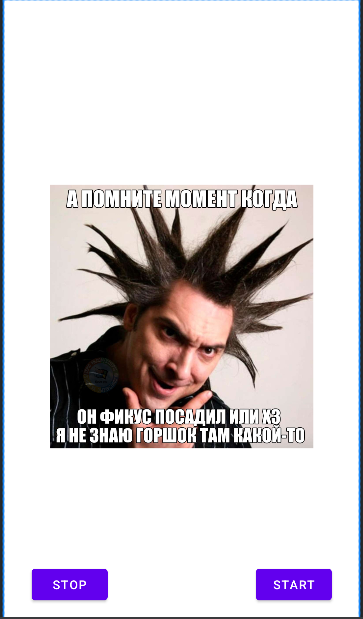 А ПОМНИТЕ МОМЕНТ КОГДА
ОН ФИКУС ПОСАДИЛ ИЛИ ХЗ
Я НЕ ЗНАЮ ГОРШОК ТАМ КАКОЙ-ТО
STOP
START